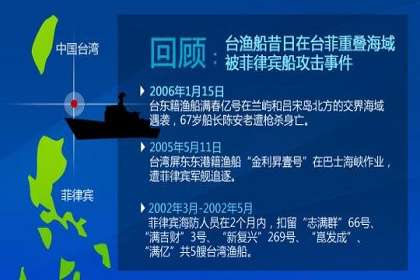 中国台湾
菲律宾
回顾：
台渔船昔日在台菲重叠海域
被菲律宾船攻击事件
2006年1月15日
台东籍渔船满春亿号在兰屿和吕宋岛北方的交界海域
遇袭，67岁船长陈安老遭枪杀身亡。
2005年5月11日
台湾屏东东港籍渔船“金利昇壹号”在巴士海峡作业，
遭菲律宾军舰追逐。
2002年3月-2002年5月
菲律宾海防人员在2个月内，扣留“志满群”66号、
“满吉财”3号、“新复兴”269号、“崑发成”、
“满亿”共5艘台湾渔船。